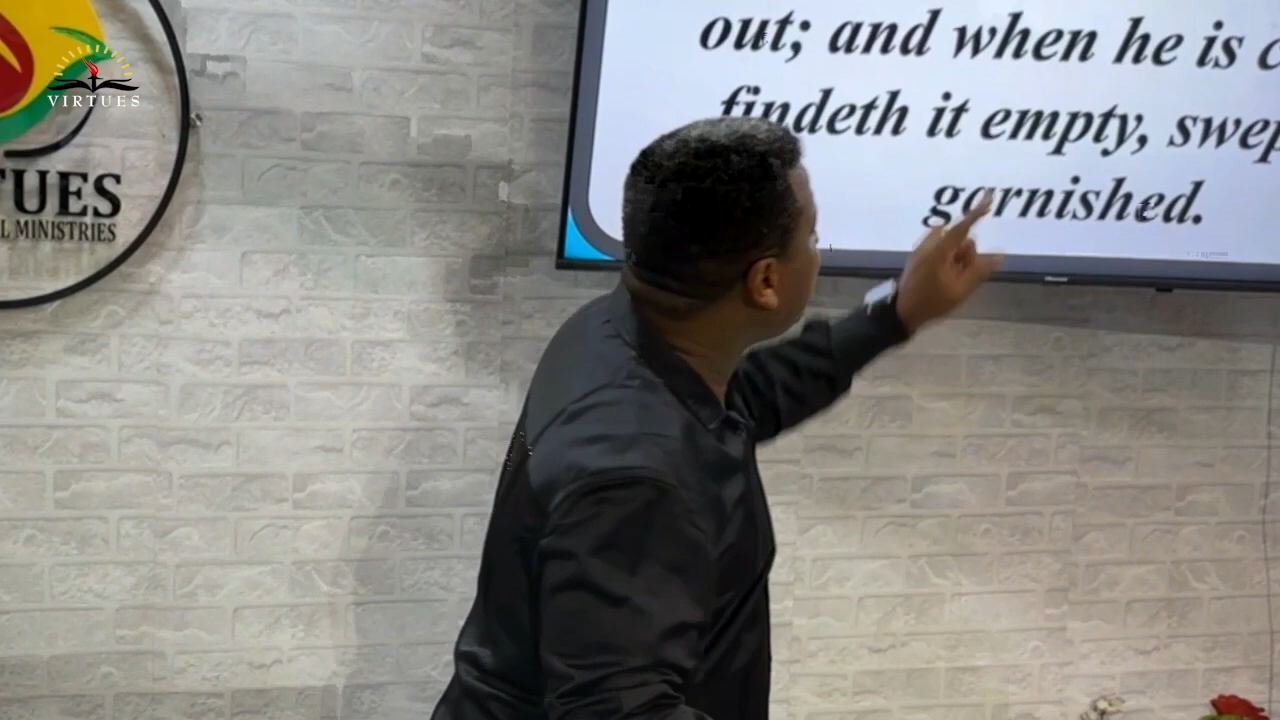 VIRTUES
TUES
L MINISTRIES
out; and when he is
findeth it empty,
garnished.